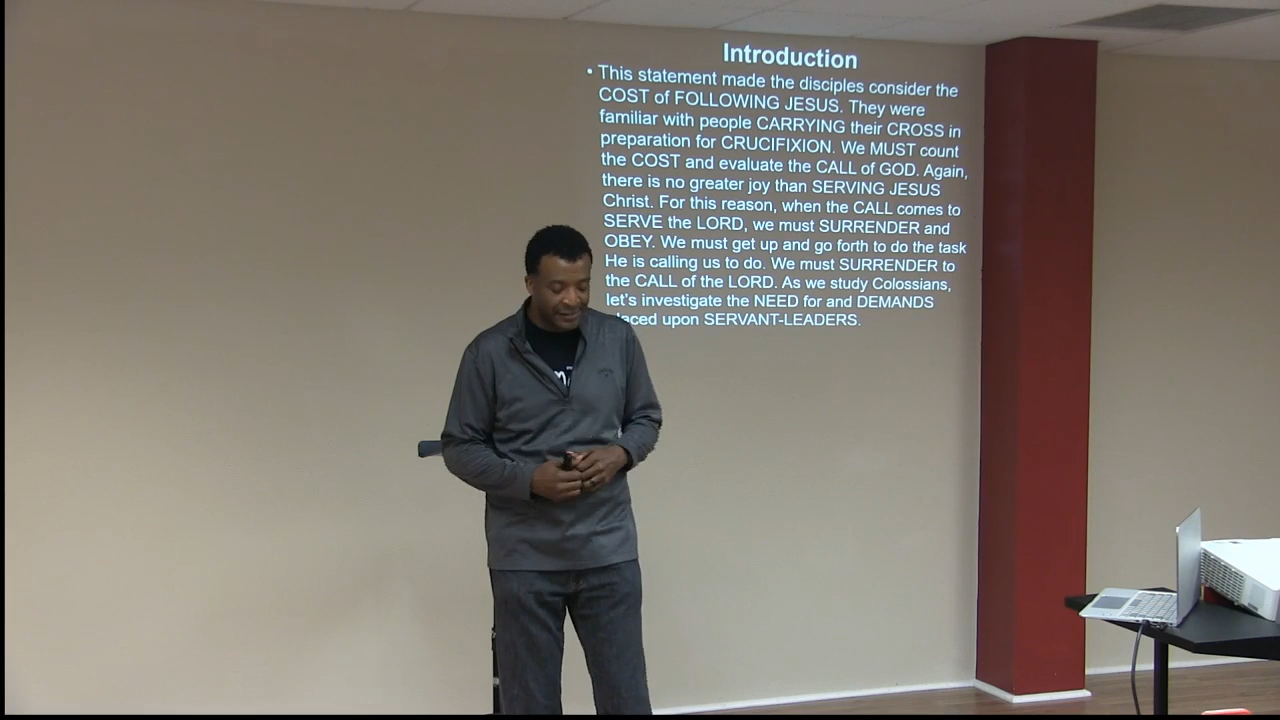 Introduction
• This statement made the disciples consider the
COST of FOLLOWING JESUS. They were
familiar with people CARRYING their CROSS in
preparation for CRUCIFIXION. We MUST count
the COST and evaluate the CALL of GOD. Again,
there is no greater joy than SERVING JESUS
Christ. For this reason, when the CALL comes to
SERVE the LORD, we must SURRENDER and
OBEY. We must get up and go forth to do the task
He is calling us to do. We must SURRENDER to
the CALL of the LORD. As we study Colossians,
let's investigate the NEED for and DEMANDS
laced upon SERVANT-LEADERS.